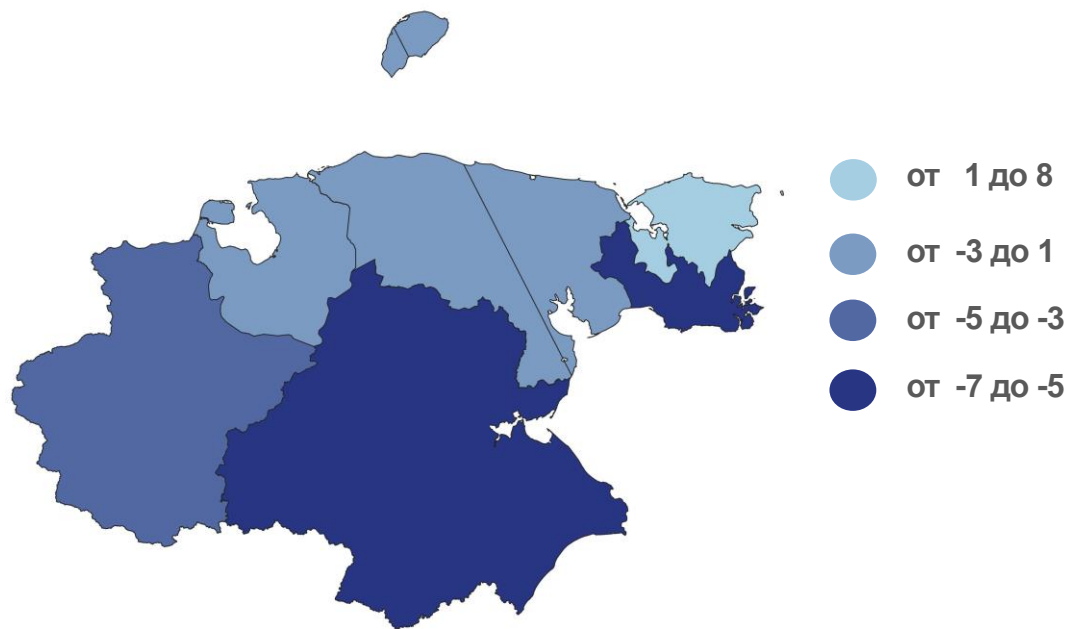 от 1 до 8
от -3 до 1
от -5 до -3
от -7 до -5